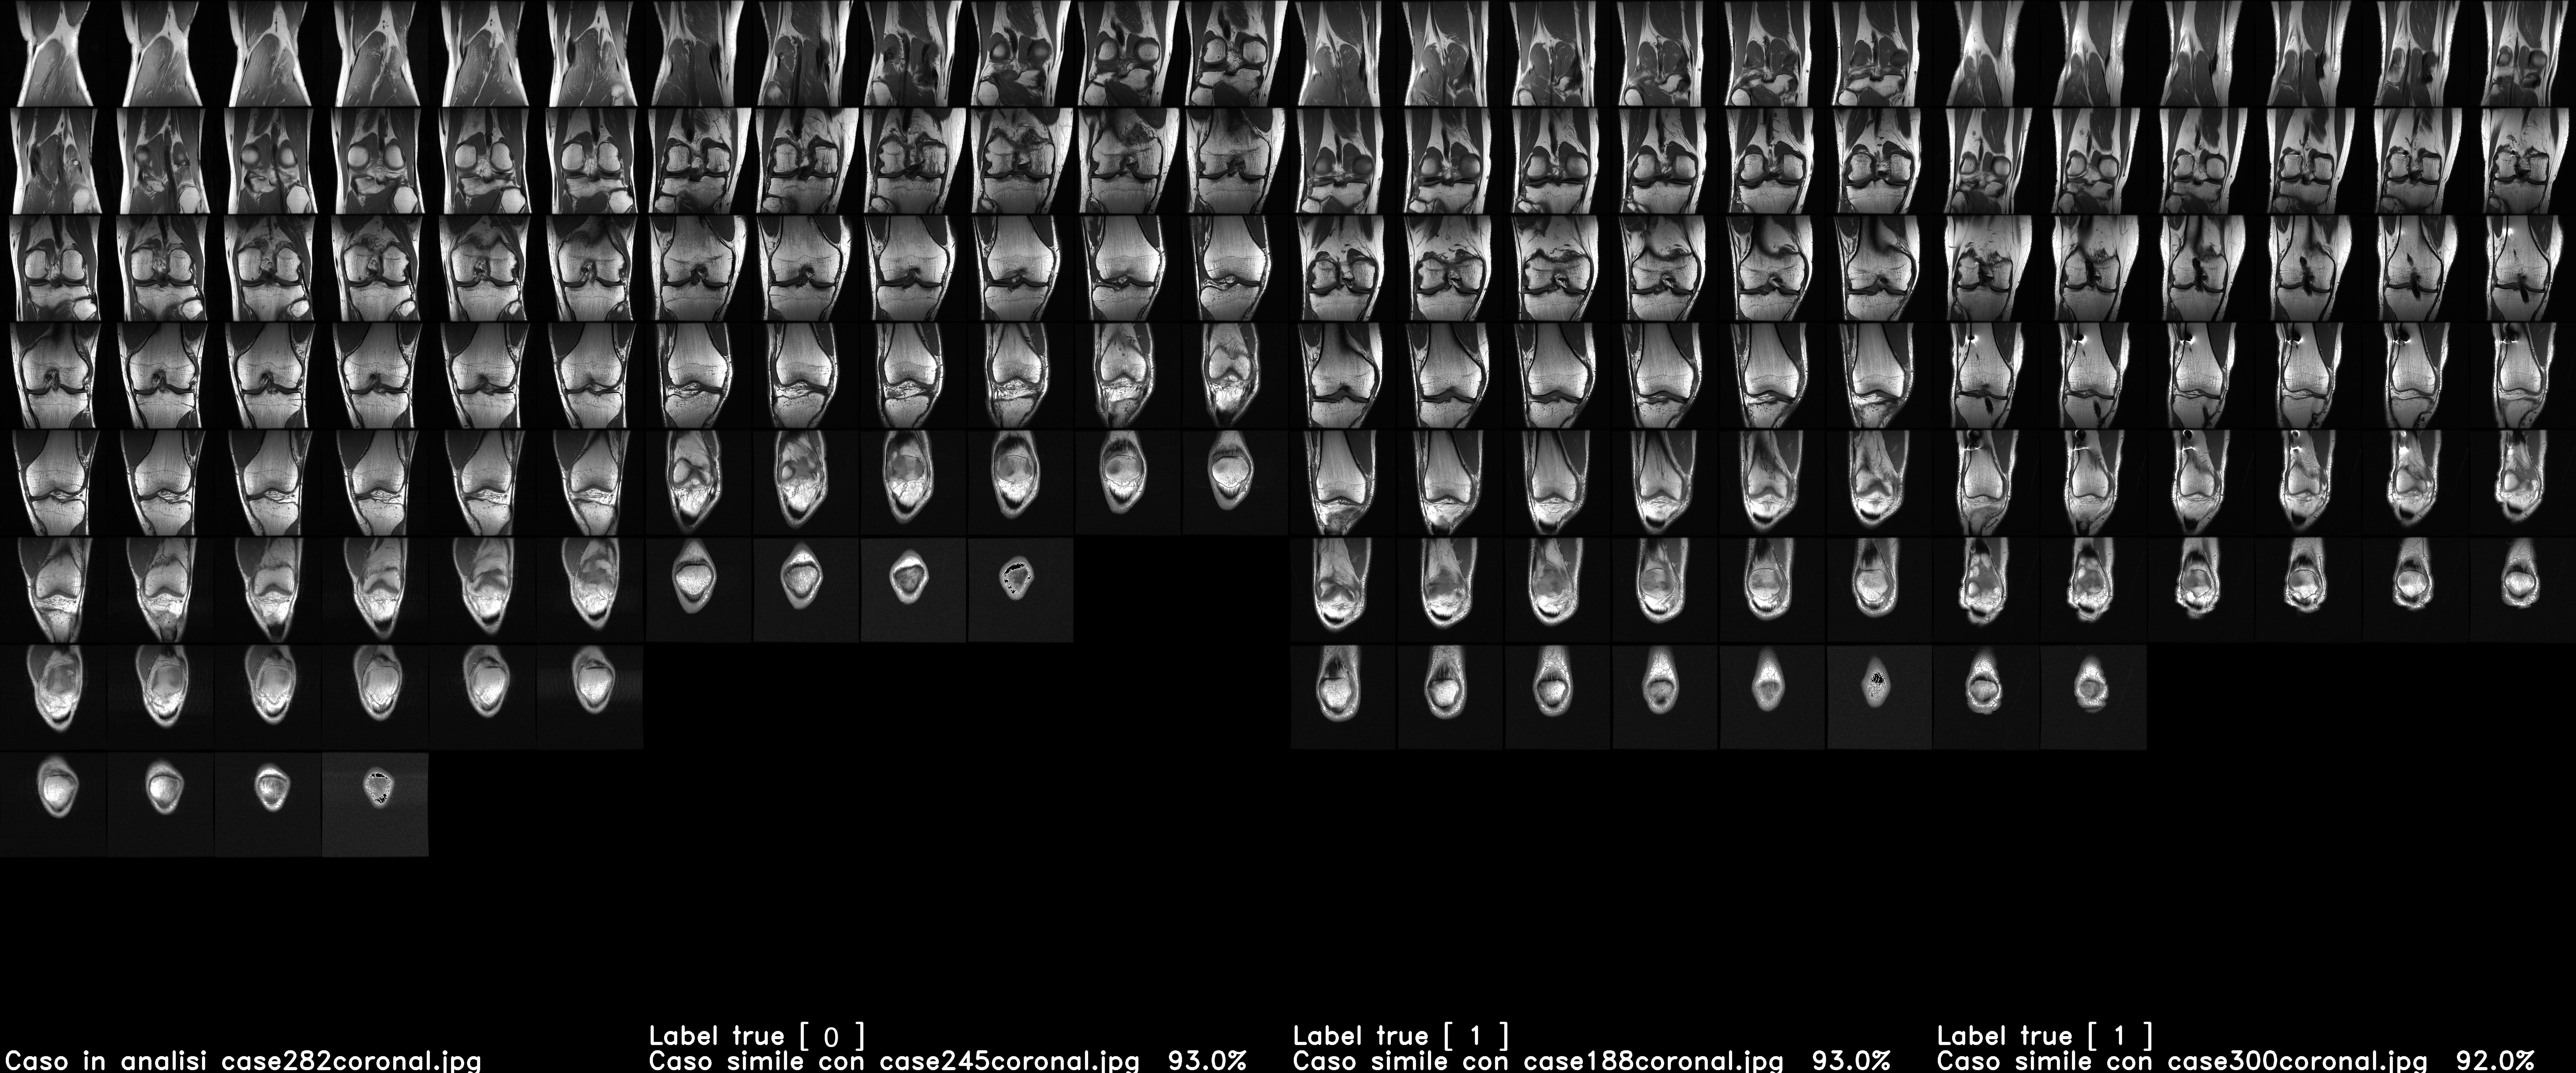 Label true [ 0 ]
Label true [ 1 ]
Label true [ 1 ]
Caso in analisi case282coronal.jpg
Caso simile con case245coronal.jpg 93.0%
Caso simile con case188coronal.jpg 93.0%
Caso simile con case300coronal.jpg 92.0%